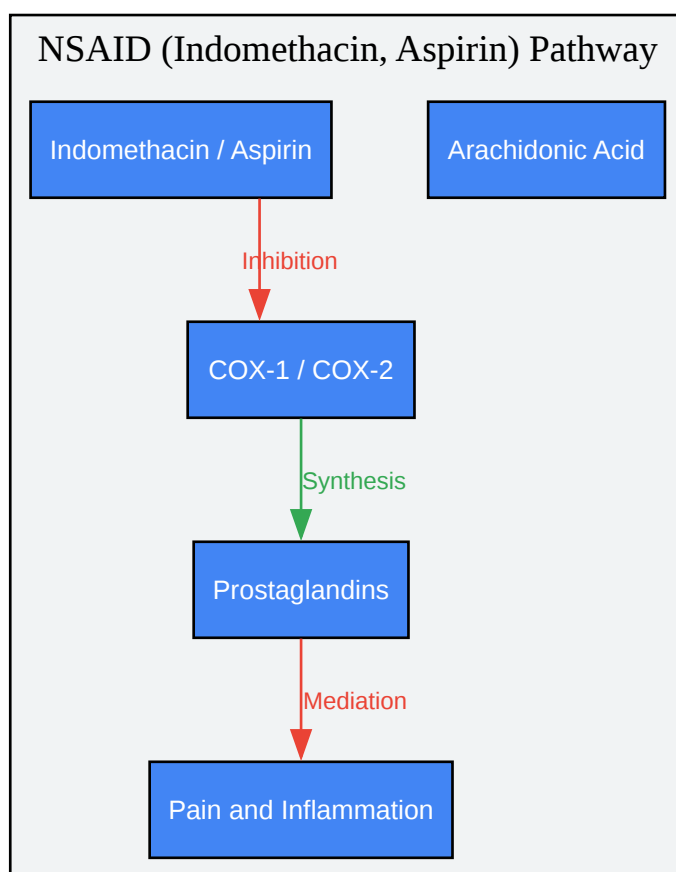 NSAID (Indomethacin, Aspirin) Pathway
Indomethacin / Aspirin
Arachidonic Acid
Inhibition
COX-1 / COX-2
Synthesis
Prostaglandins
Mediation
Pain and Inflammation